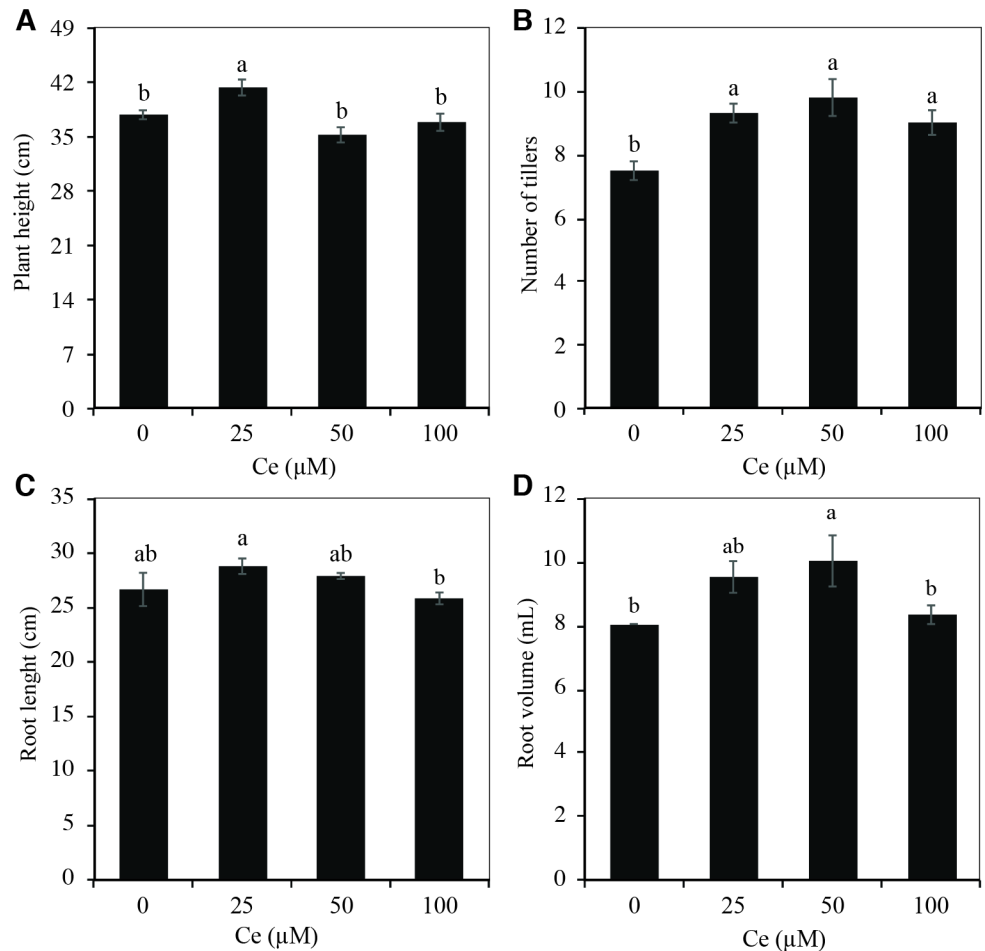 A
Plant height (cm)
49
42
35
28
21
14
7
0
b
a
b
b
0 25 50 100
Ce (µM)
B
Number of tillers
12
10
8
6
4
2
0
b
a
a
a
0 25 50 100
Ce (µM)
C
Root lenght (cm)
35
30
25
20
15
10
5
0
ab
a
ab
b
0 25 50 100
Ce (µM)
D
Root volume (mL)
12
10
8
6
4
2
0
b
ab
a
b
0 25 50 100
Ce (µM)